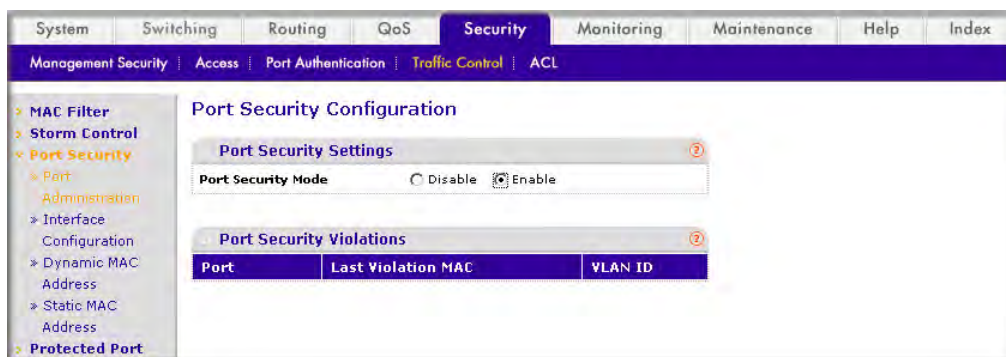 System Switching Routing QoS Security Monitoring Maintenance Help Index
Management Security Access Port Authentication Traffic Control ACL
MAC Filter
Storm Control
Port Security
» Port
Administration
» Interface
Configuration
» Dynamic MAC
Address
» Static MAC
Address
Protected Port
Port Security Configuration
Port Security Settings ?
Port Security Mode Disable Enable
Port Security Violations ?
Port Last Violation MAC VLAN ID